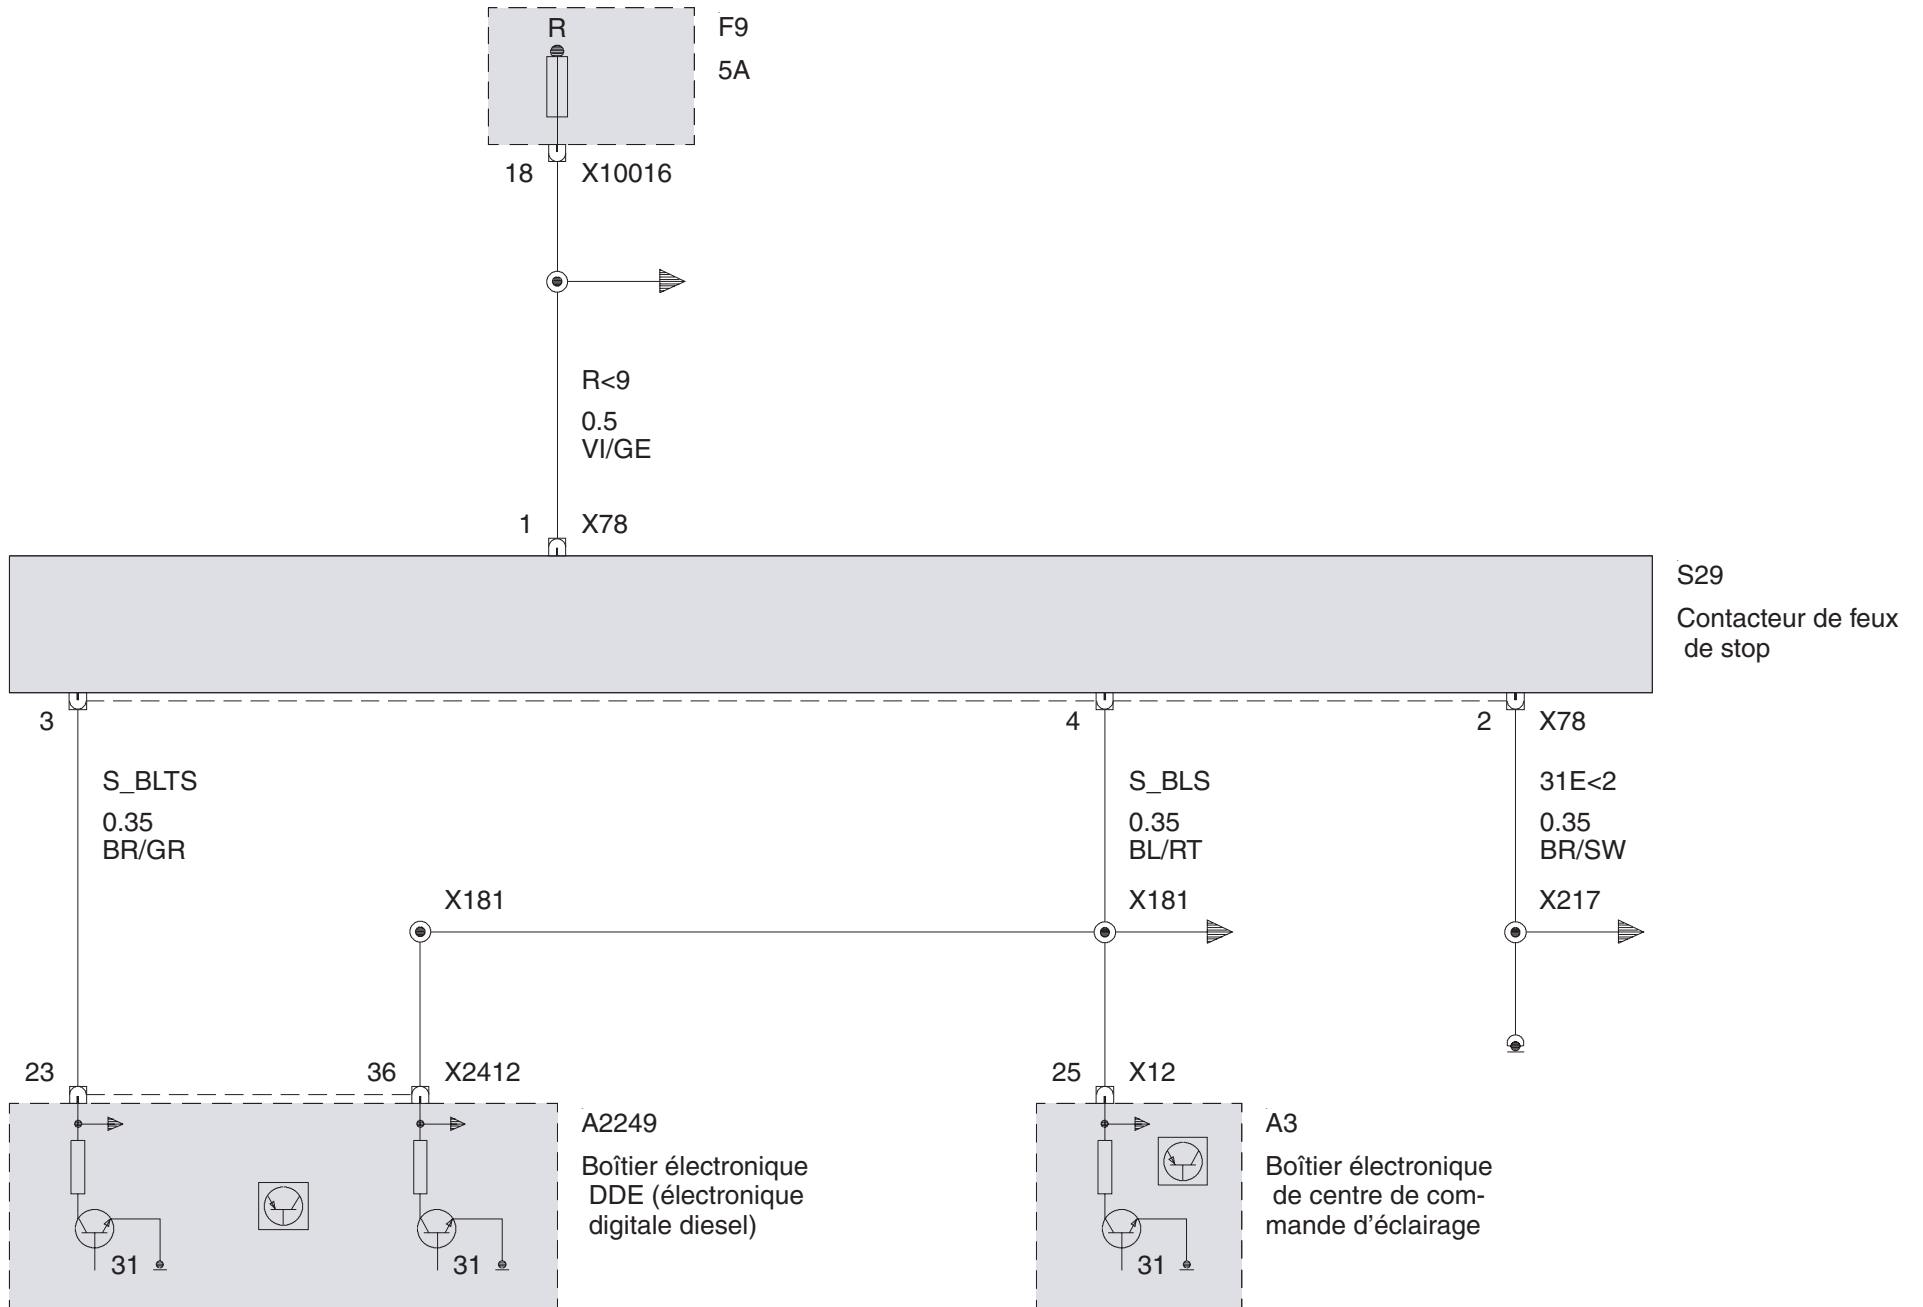 R
F9
5A
18
X10016
R<9
0.5
VI/GE
1
X78
S29
Contacteur de feux
de stop
3
4
2
X78
S_BLTS
0.35
BR/GR
S_BLS
0.35
BL/RT
31E<2
0.35
BR/SW
X181
X181
X217
23
36
X2412
25
X12
A2249
Boîtier électronique
DDE (électronique
digitale diesel)
A3
Boîtier électronique
de centre de com-
mande d'éclairage
31
31
31